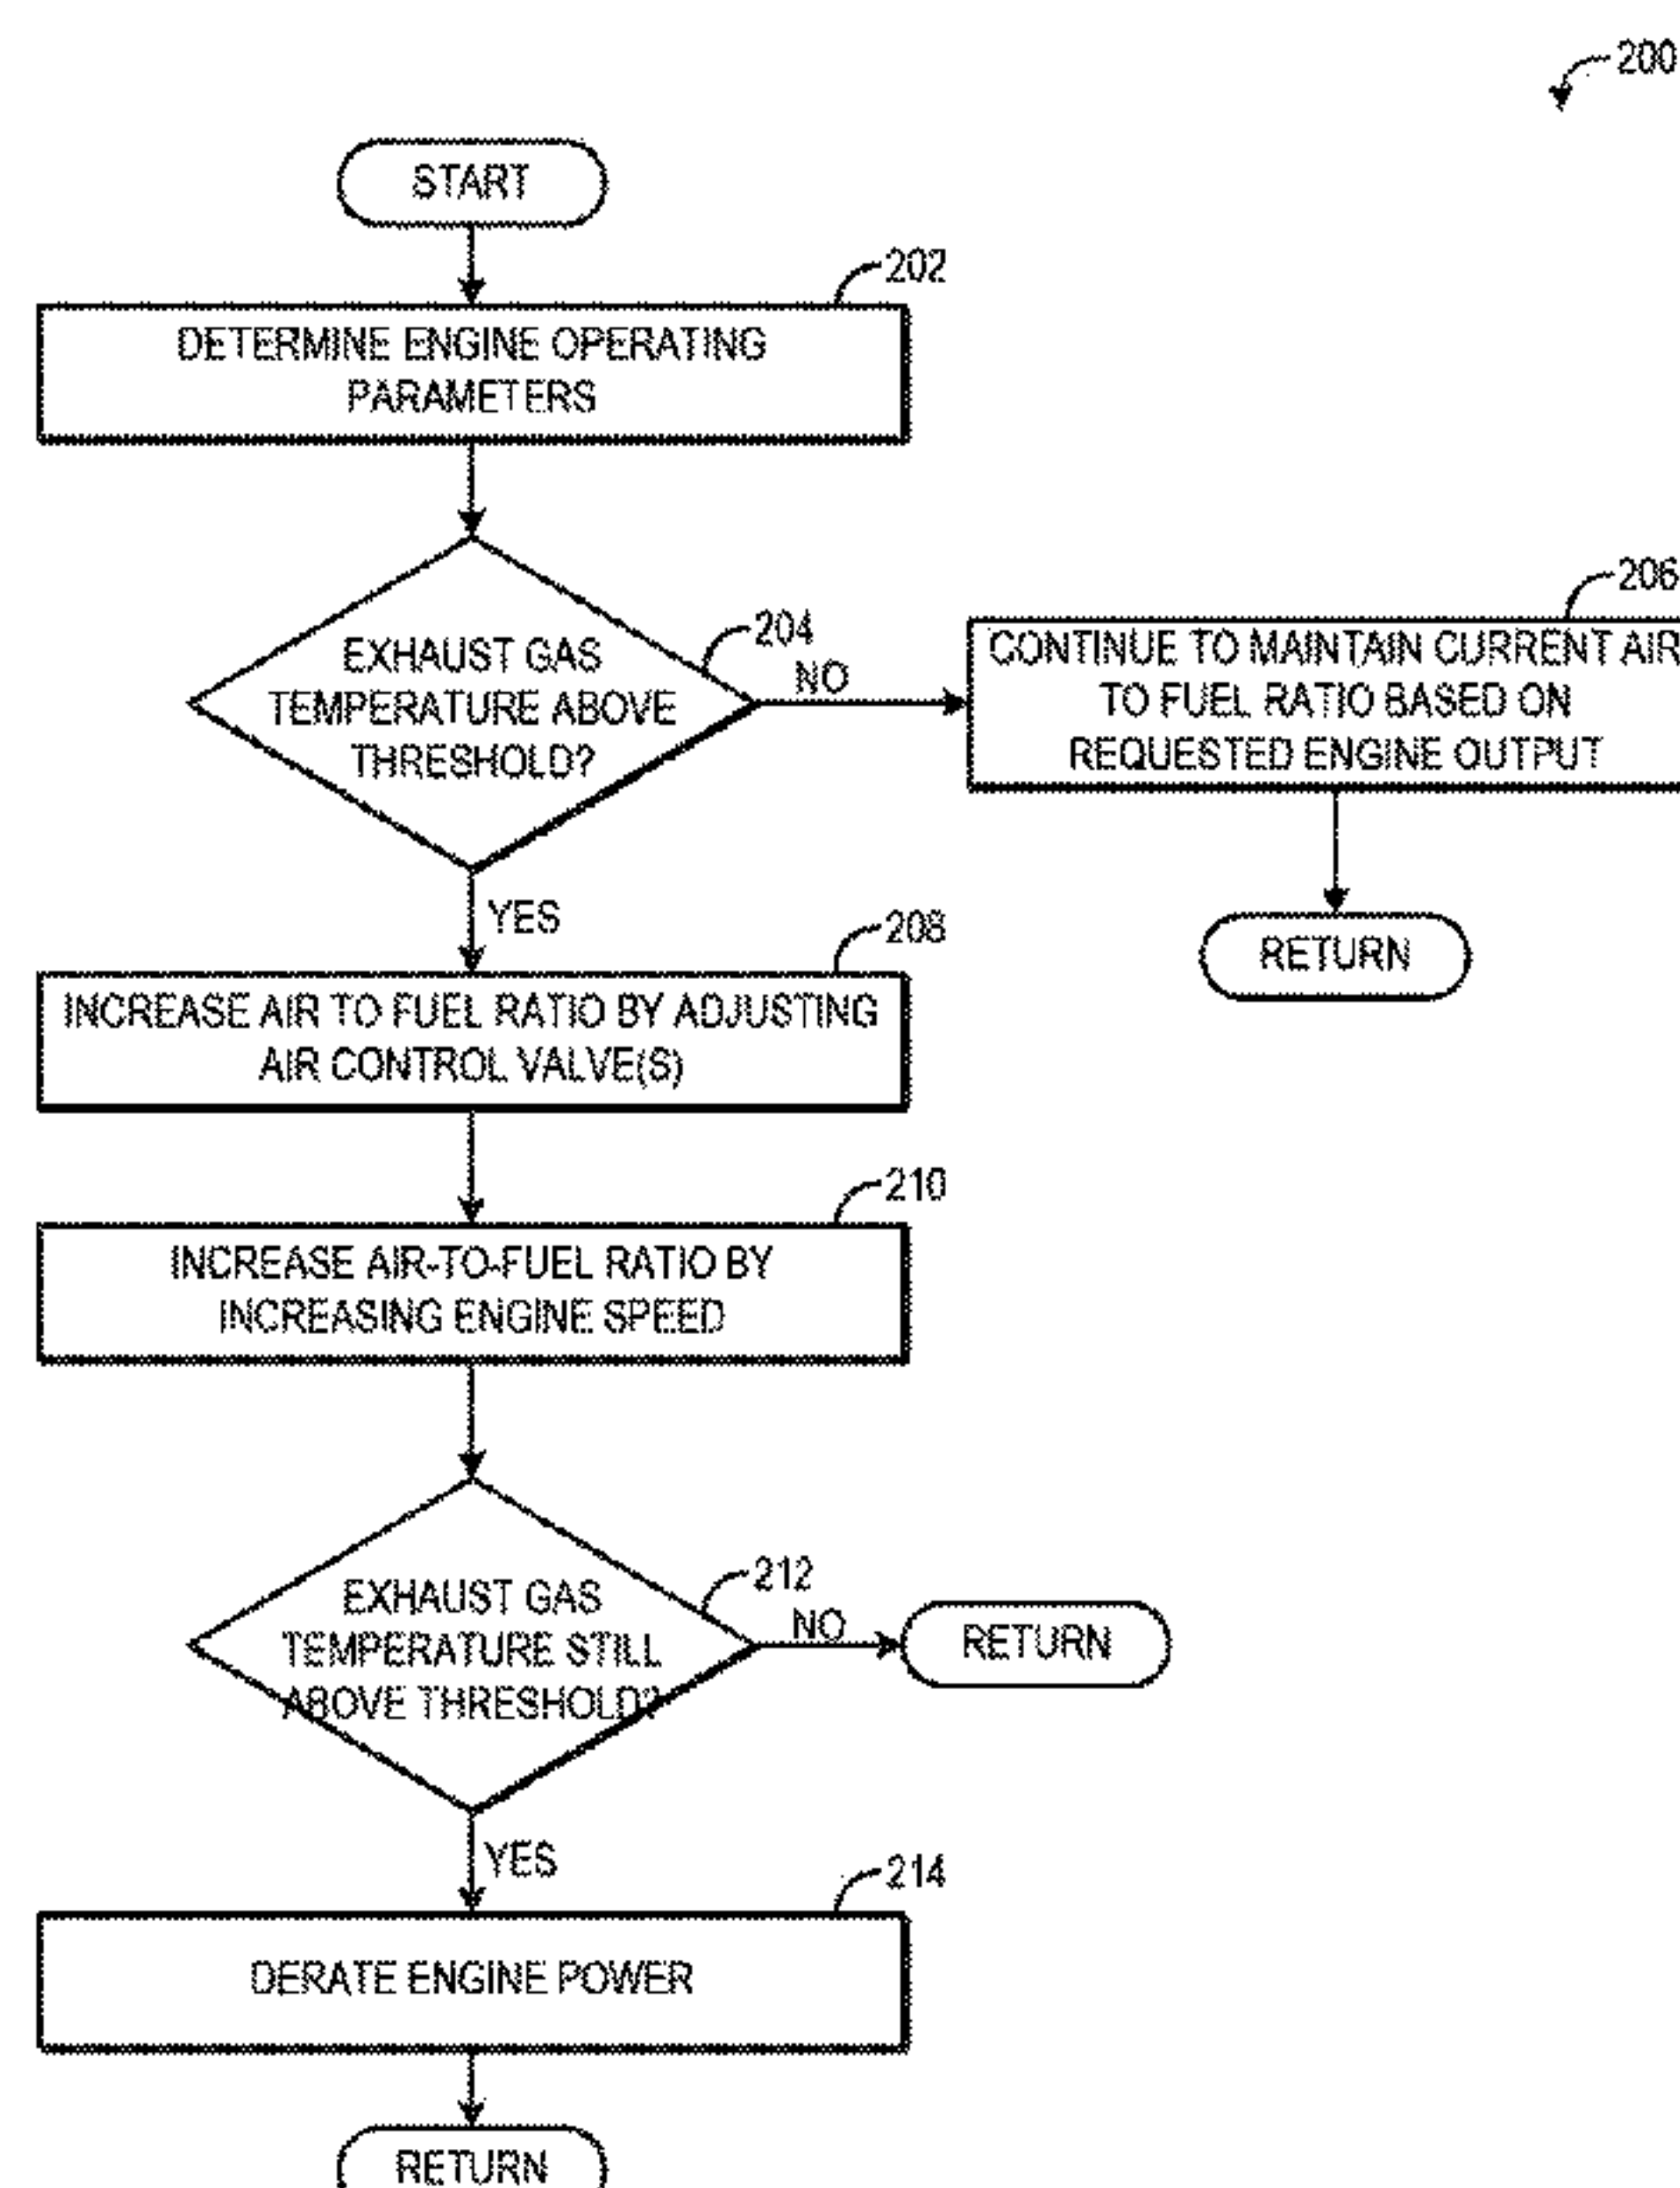 200
START
202
DETERMINE ENGINE OPERATING
PARAMETERS
204
EXHAUST GAS
TEMPERATURE ABOVE
THRESHOLD?
NO
206
CONTINUE TO MAINTAIN CURRENT AIR
TO FUEL RATIO BASED ON
REQUESTED ENGINE OUTPUT
RETURN
YES
208
INCREASE AIR TO FUEL RATIO BY ADJUSTING
AIR CONTROL VALVE(S)
210
INCREASE AIR-TO-FUEL RATIO BY
INCREASING ENGINE SPEED
212
EXHAUST GAS
TEMPERATURE STILL
ABOVE THRESHOLD?
NO
RETURN
YES
214
DERATE ENGINE POWER
RETURN